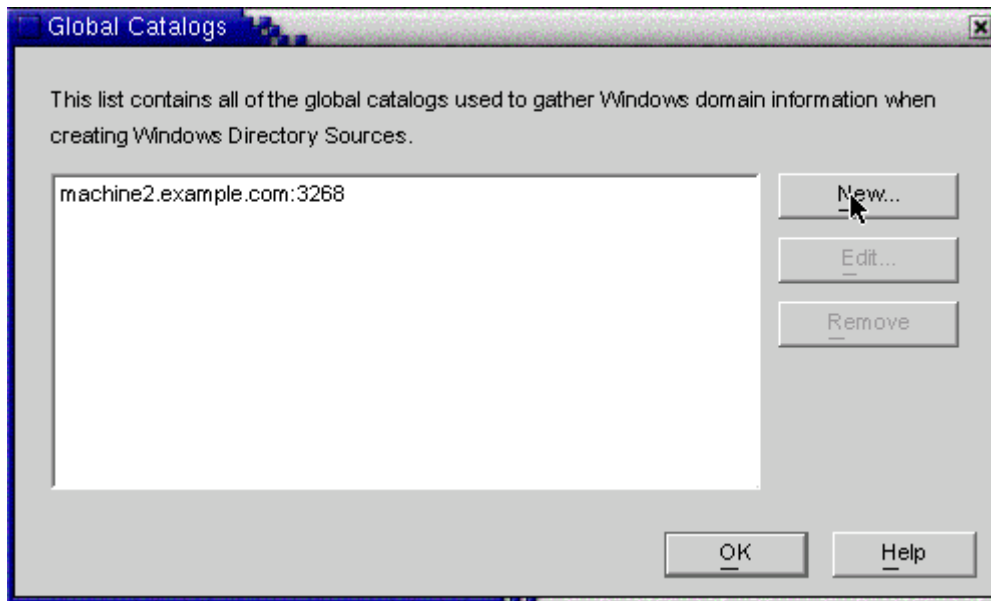 Global Catalogs
This list contains all of the global catalogs used to gather Windows domain information when
creating Windows Directory Sources.
machine2.example.com:3268
New...
Edit...
Remove
OK
Help